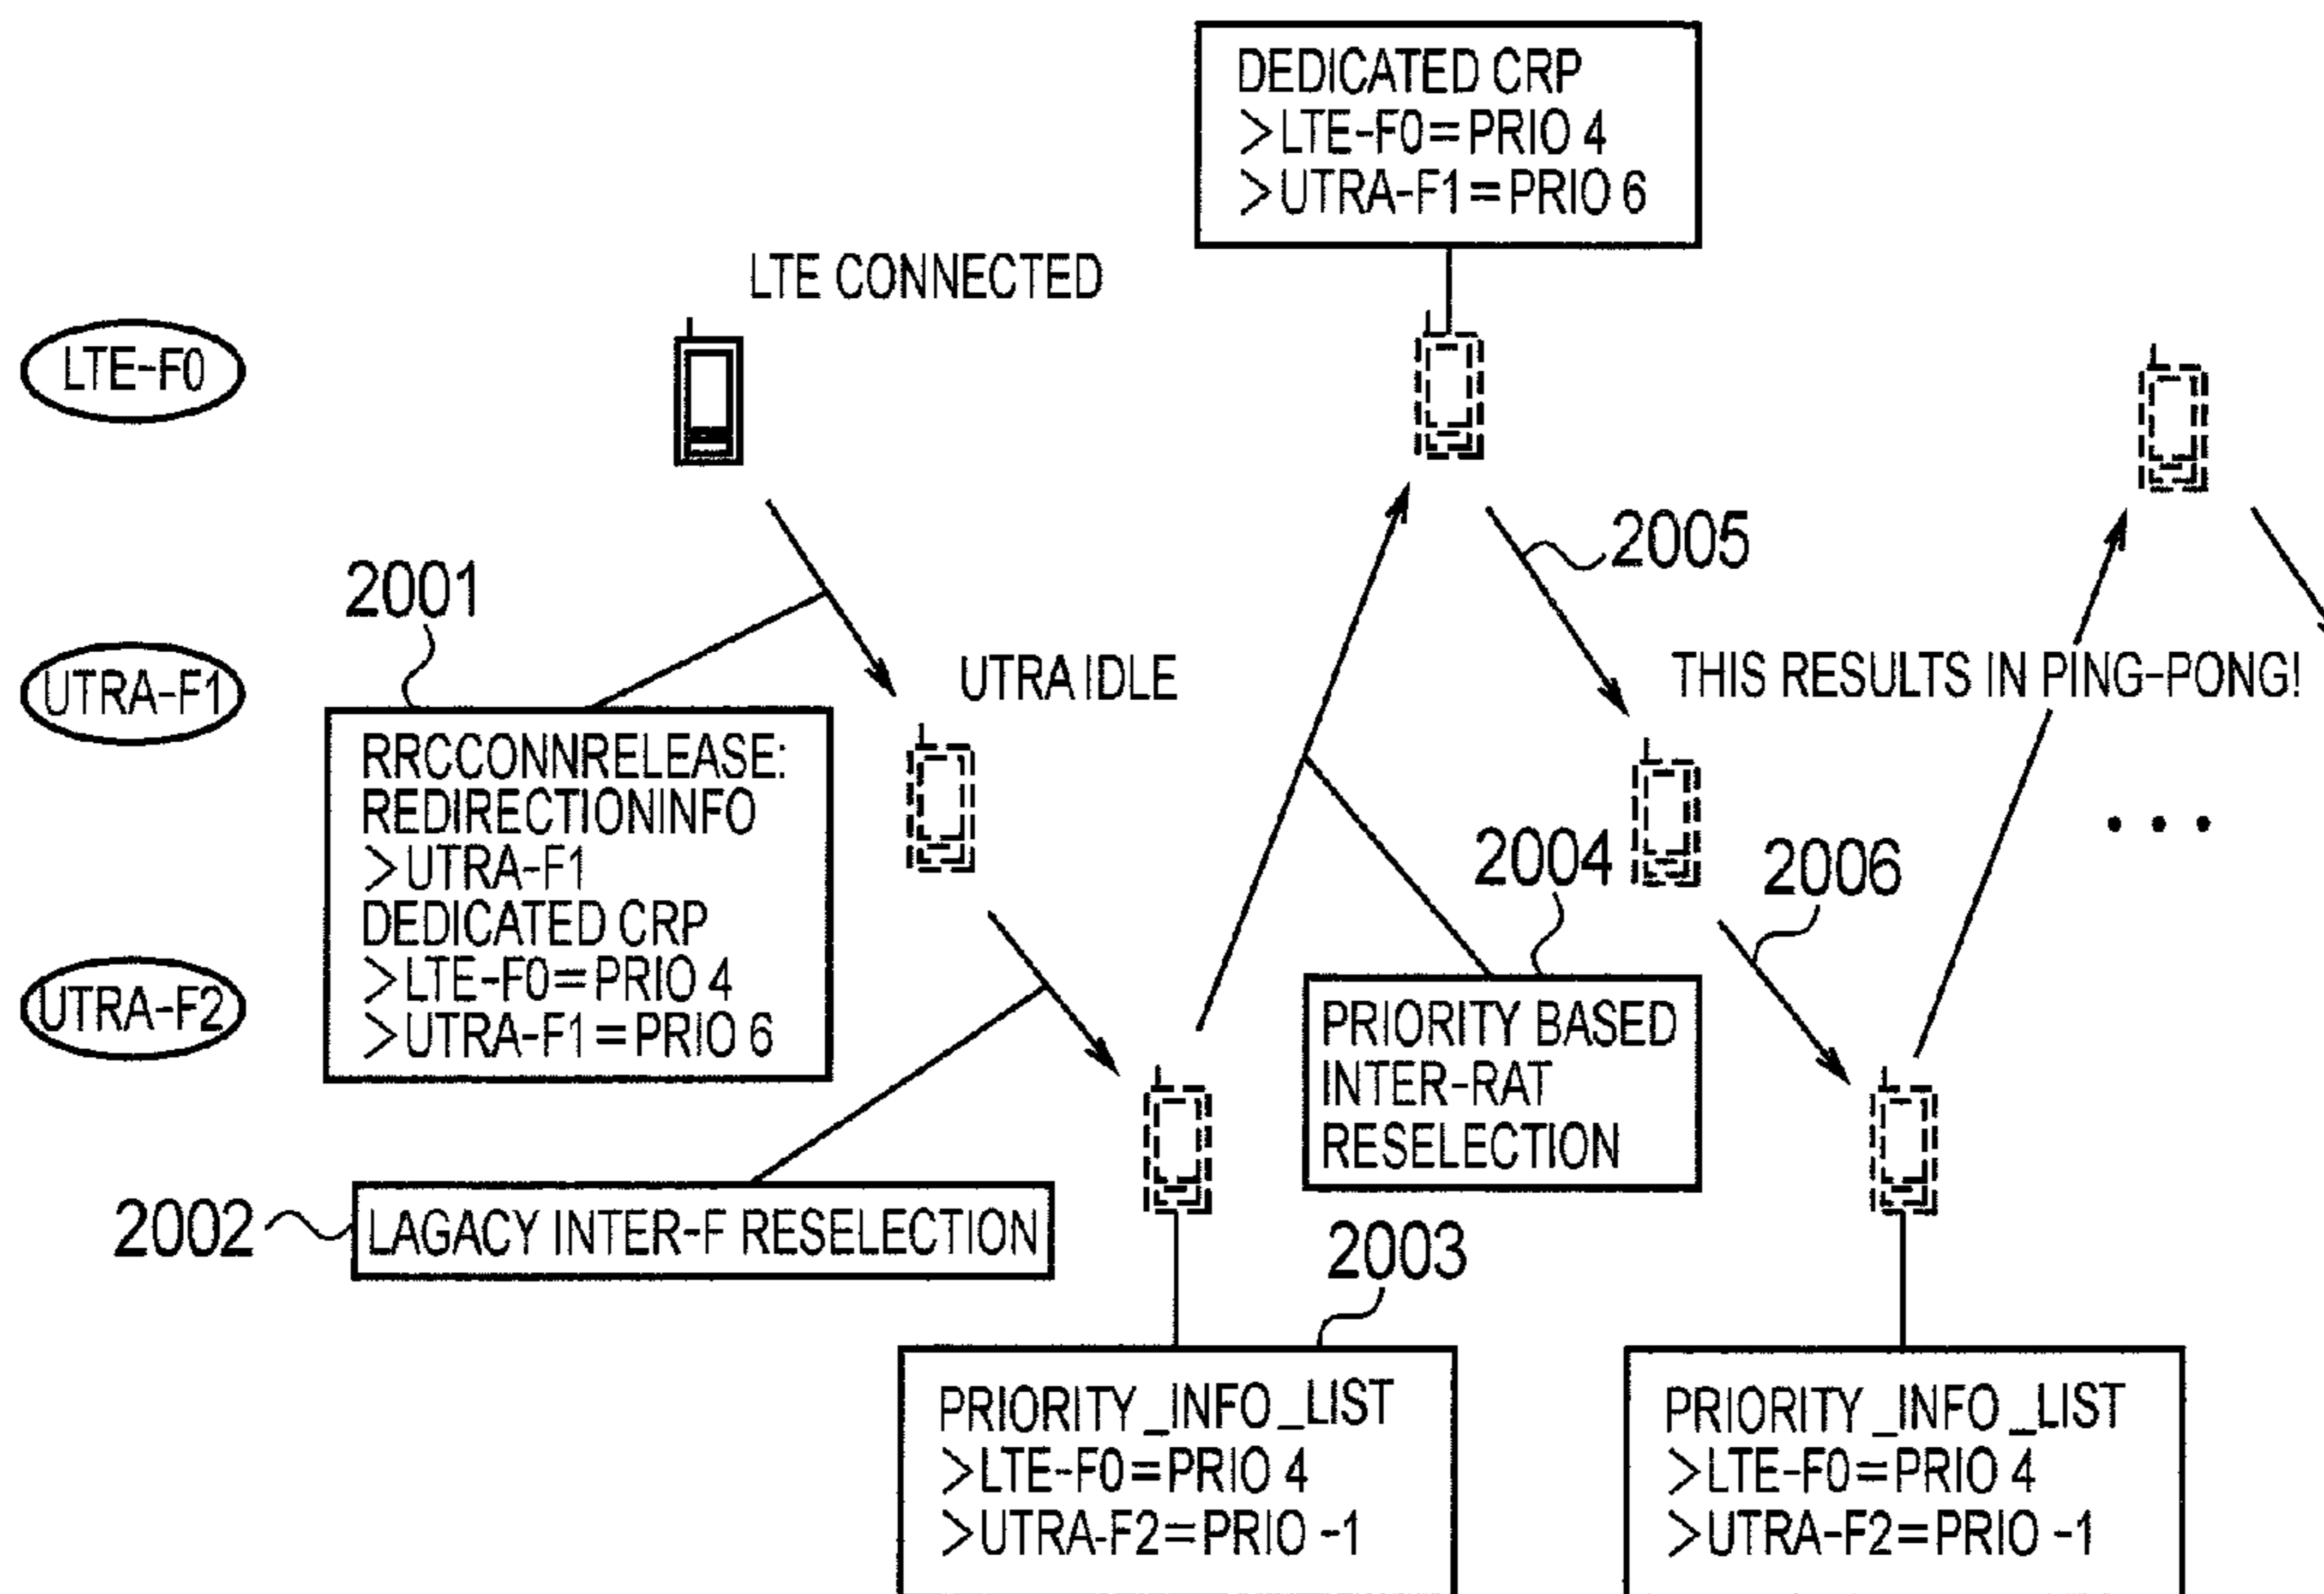 DEDICATED CRP
>LTE-F0=PRIO 4
>UTRA-F1=PRIO 6
LTE CONNECTED
LTE-F0
2005
2001
UTRA-F1
UTRA IDLE
THIS RESULTS IN PING-PONG!
RRCCONNRELEASE:
REDIRECTIONINFO
>UTRA-F1
DEDICATED CRP
>LTE-F0=PRIO 4
>UTRA-F1=PRIO 6
...
2004
2006
UTRA-F2
PRIORITY BASED
INTER-RAT
RESELECTION
2002
LAGACY INTER-F RESELECTION
2003
PRIORITY_INFO_LIST
>LTE-F0=PRIO 4
>UTRA-F2=PRIO -1
PRIORITY_INFO_LIST
>LTE-F0=PRIO 4
>UTRA-F2=PRIO -1